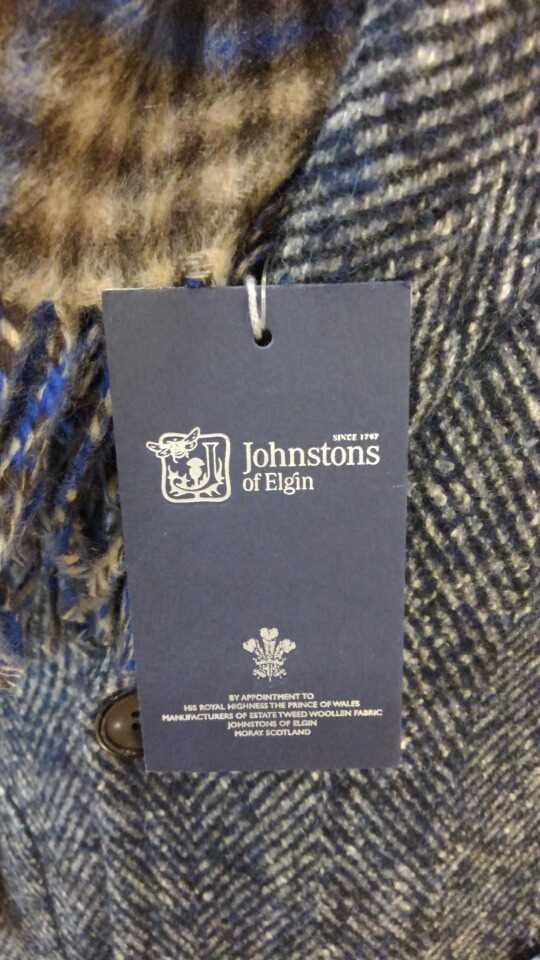 SINCE 1797
Johnstons
of Elgin
BY APPOINTMENT TO
HIS ROYAL HIGHNESS THE PRINCE OF WALES
MANUFACTURERS OF ESTATE TWEED WOOLLEN FABRIC
JOHNSTONS OF ELGIN
MORAY. SCOTLAND